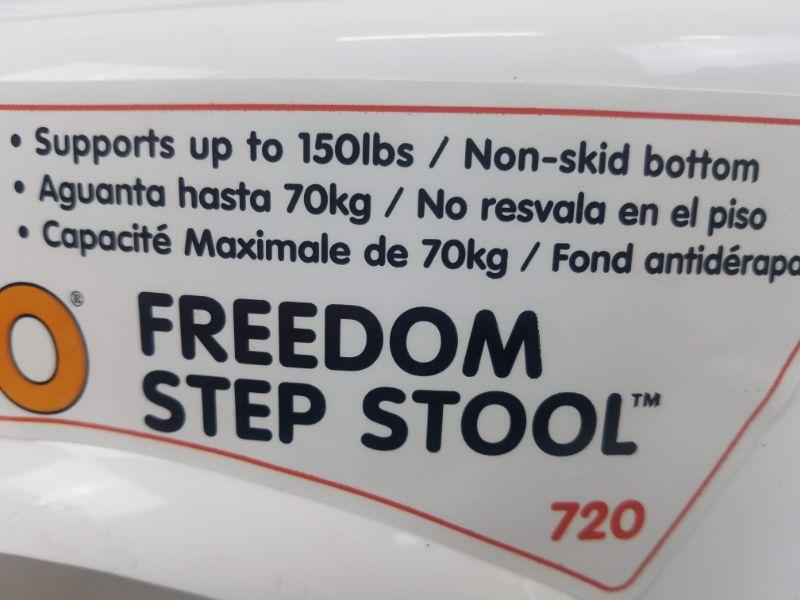 • Supports up to 150lbs / Non-skid bottom
• Aguanta hasta 70kg / No resvala en el piso
• Capacité Maximale de 70kg / Fond antidérapa
O®
FREEDOM
STEP STOOL™
720